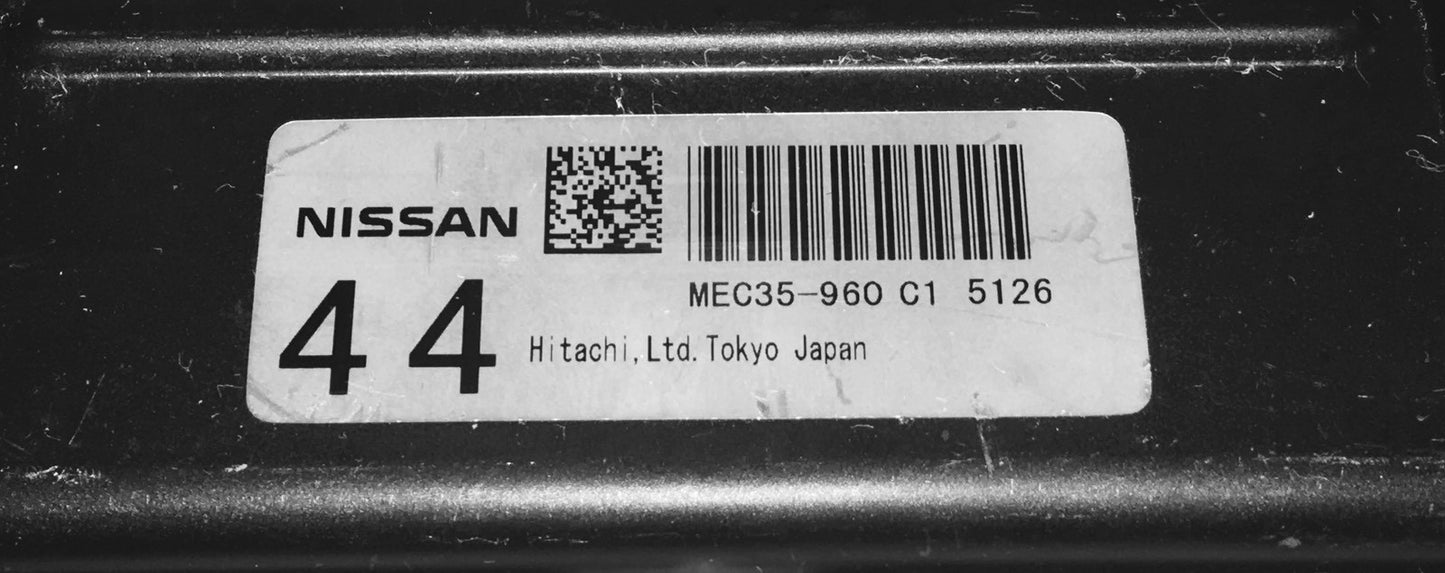 NISSAN
MEC35-960 C1 5126
44
Hitachi,Ltd.Tokyo Japan